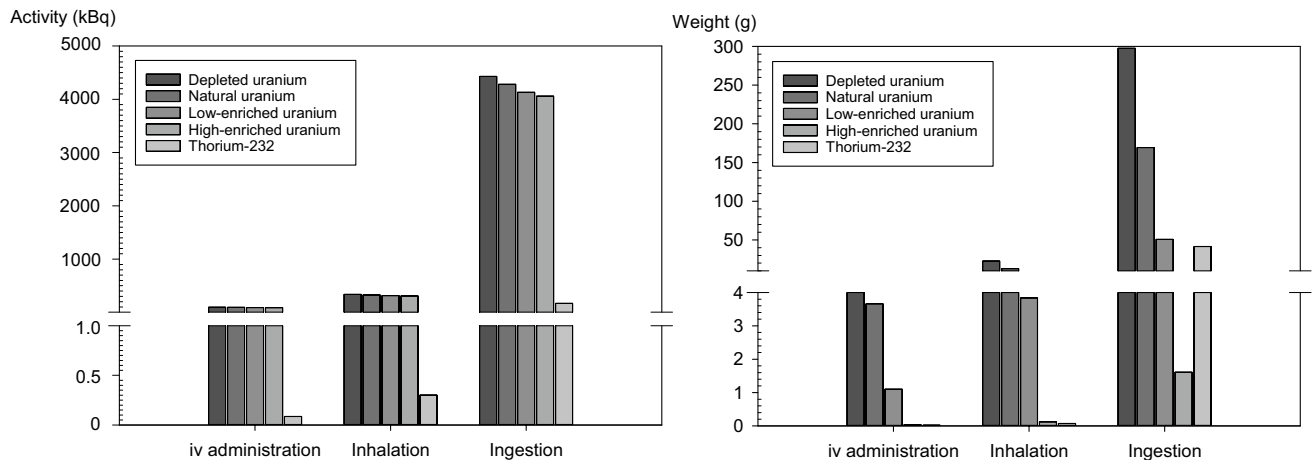 Activity (kBq)
5000
4000
3000
2000
1000
1.0
0.5
0
Depleted uranium
Natural uranium
Low-enriched uranium
High-enriched uranium
Thorium-232
iv administration Inhalation Ingestion
Weight (g)
300
250
200
150
100
50
4
3
2
1
0
Depleted uranium
Natural uranium
Low-enriched uranium
High-enriched uranium
Thorium-232
iv administration Inhalation Ingestion